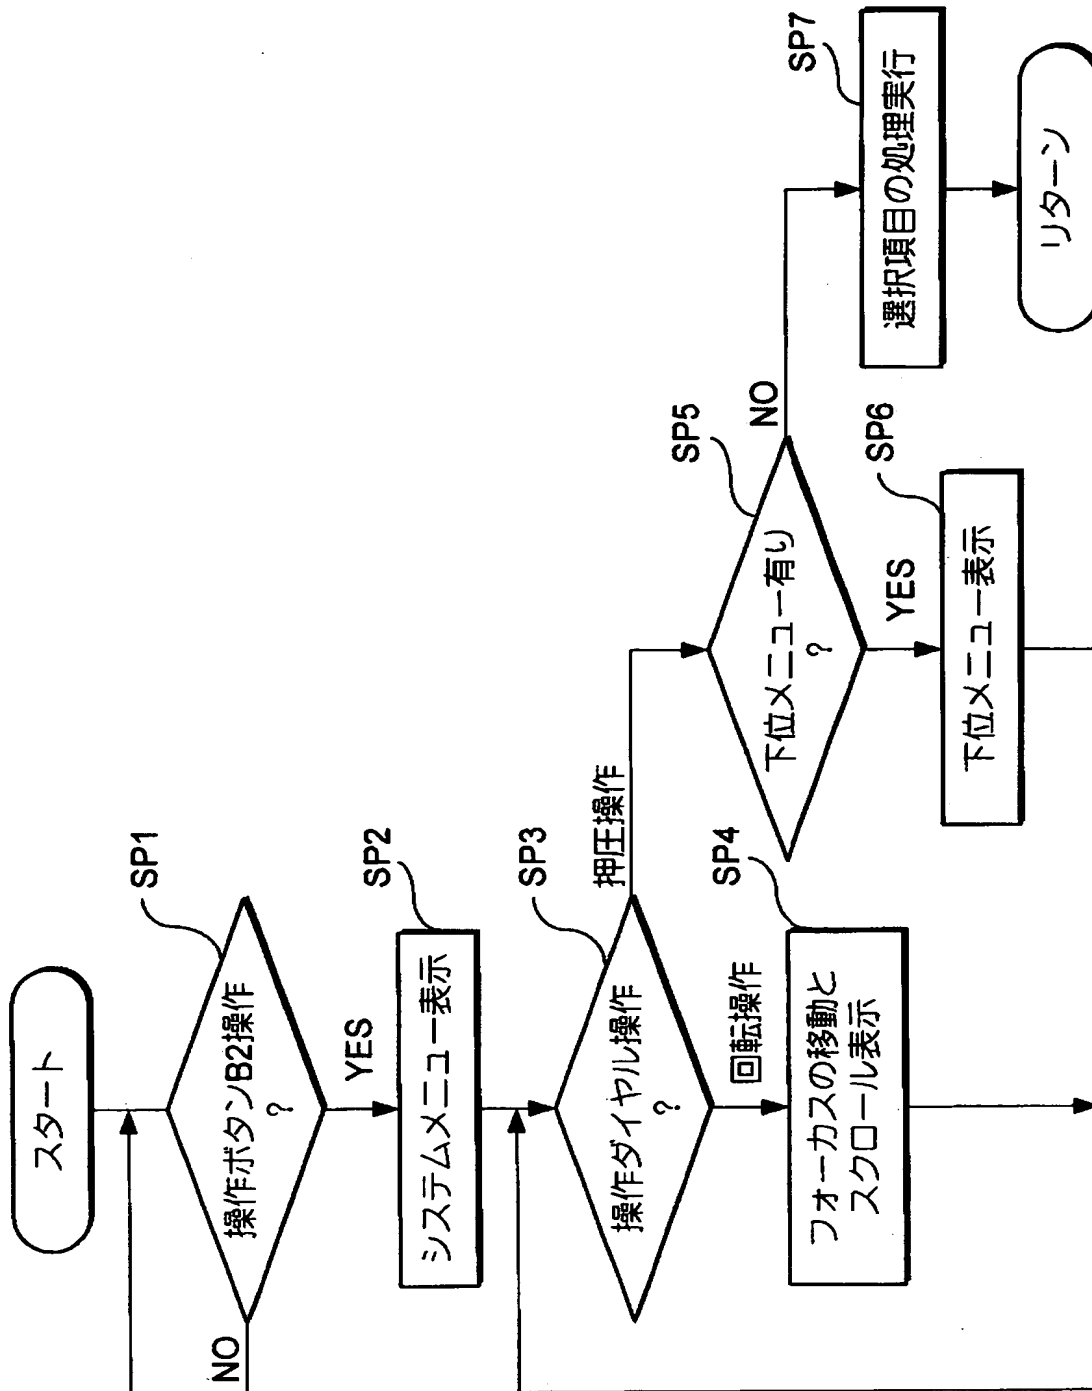 スタート
SP1
操作ボタンB2操作
?
NO
YES
SP2
システムメニュー表示
SP3
操作ダイヤル操作
?
押圧操作
回転操作
SP4
フォーカスの移動と
スクロール表示
SP5
下位メニュー有り
?
NO
YES
SP6
下位メニュー表示
SP7
選択項目の処理実行
リターン